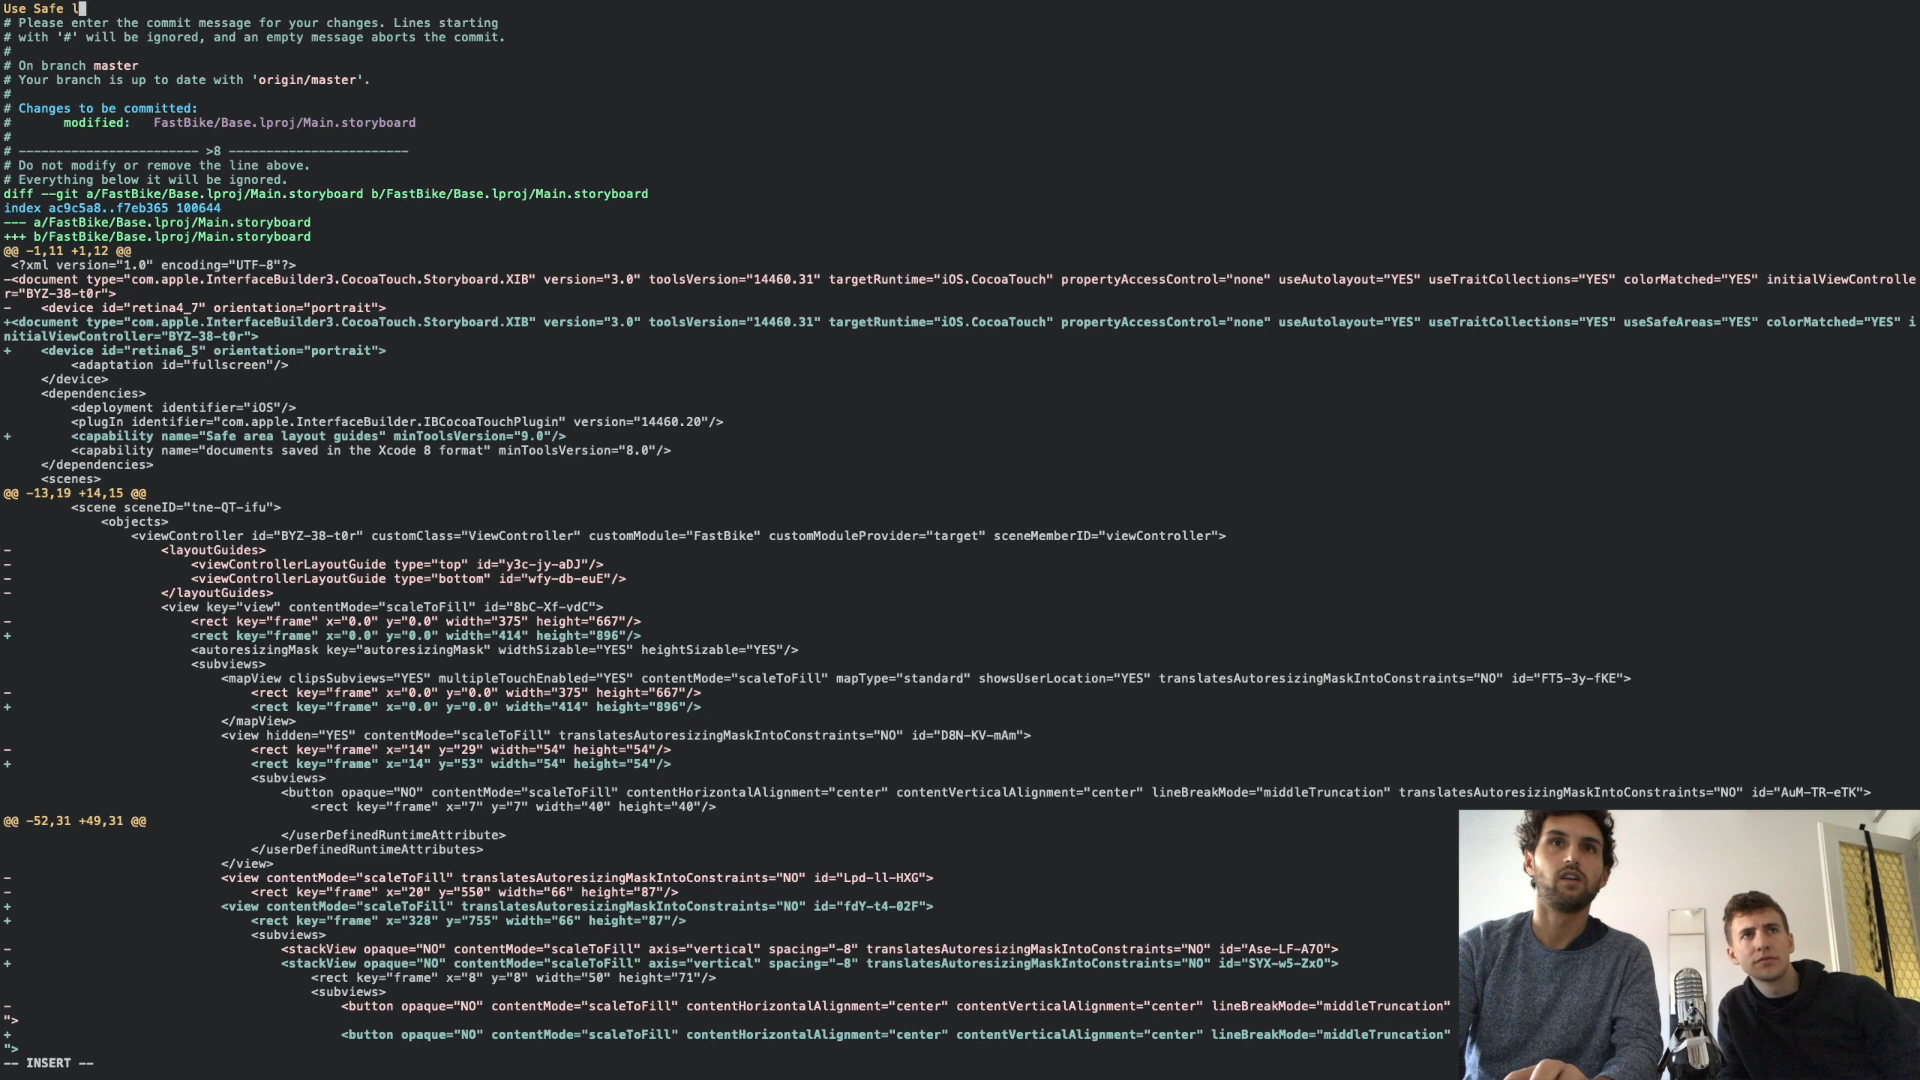 Use Safe l
# Please enter the commit message for your changes. Lines starting
# with '#' will be ignored, and an empty message aborts the commit.
#
# On branch master
# Your branch is up to date with 'origin/master'.
#
# Changes to be committed:
#       modified:   FastBike/Base.lproj/Main.storyboard
#
# ------------------------ >8 ------------------------
# Do not modify or remove the line above.
# Everything below it will be ignored.
diff --git a/FastBike/Base.lproj/Main.storyboard b/FastBike/Base.lproj/Main.storyboard
index ac9c5a8..f7eb365 100644
--- a/FastBike/Base.lproj/Main.storyboard
+++ b/FastBike/Base.lproj/Main.storyboard
@@ -1,11 +1,12 @@
 <?xml version="1.0" encoding="UTF-8"?>
-<document type="com.apple.InterfaceBuilder3.CocoaTouch.Storyboard.XIB" version="3.0" toolsVersion="14460.31" targetRuntime="iOS.CocoaTouch" propertyAccessControl="none" useAutolayout="YES" useTraitCollections="YES" colorMatched="YES" initialViewControlle
r="BYZ-38-t0r">
-    <device id="retina4_7" orientation="portrait">
+<document type="com.apple.InterfaceBuilder3.CocoaTouch.Storyboard.XIB" version="3.0" toolsVersion="14460.31" targetRuntime="iOS.CocoaTouch" propertyAccessControl="none" useAutolayout="YES" useTraitCollections="YES" useSafeAreas="YES" colorMatched="YES" i
nitialViewController="BYZ-38-t0r">
+    <device id="retina6_5" orientation="portrait">
         <adaptation id="fullscreen"/>
     </device>
     <dependencies>
         <deployment identifier="iOS"/>
         <plugIn identifier="com.apple.InterfaceBuilder.IBCocoaTouchPlugin" version="14460.20"/>
+        <capability name="Safe area layout guides" minToolsVersion="9.0"/>
         <capability name="documents saved in the Xcode 8 format" minToolsVersion="8.0"/>
     </dependencies>
     <scenes>
@@ -13,19 +14,15 @@
         <scene sceneID="tne-QT-ifu">
             <objects>
                 <viewController id="BYZ-38-t0r" customClass="ViewController" customModule="FastBike" customModuleProvider="target" sceneMemberID="viewController">
-                    <layoutGuides>
-                        <viewControllerLayoutGuide type="top" id="y3c-jy-aDJ"/>
-                        <viewControllerLayoutGuide type="bottom" id="wfy-db-euE"/>
-                    </layoutGuides>
                     <view key="view" contentMode="scaleToFill" id="8bC-Xf-vdC">
-                        <rect key="frame" x="0.0" y="0.0" width="375" height="667"/>
+                        <rect key="frame" x="0.0" y="0.0" width="414" height="896"/>
                         <autoresizingMask key="autoresizingMask" widthSizable="YES" heightSizable="YES"/>
                         <subviews>
                             <mapView clipsSubviews="YES" multipleTouchEnabled="YES" contentMode="scaleToFill" mapType="standard" showsUserLocation="YES" translatesAutoresizingMaskIntoConstraints="NO" id="FT5-3y-fKE">
-                                <rect key="frame" x="0.0" y="0.0" width="375" height="667"/>
+                                <rect key="frame" x="0.0" y="0.0" width="414" height="896"/>
                             </mapView>
                             <view hidden="YES" contentMode="scaleToFill" translatesAutoresizingMaskIntoConstraints="NO" id="D8N-KV-mAm">
-                                <rect key="frame" x="14" y="29" width="54" height="54"/>
+                                <rect key="frame" x="14" y="53" width="54" height="54"/>
                                 <subviews>
                                     <button opaque="NO" contentMode="scaleToFill" contentHorizontalAlignment="center" contentVerticalAlignment="center" lineBreakMode="middleTruncation" translatesAutoresizingMaskIntoConstraints="NO" id="AuM-TR-eTK">
                                         <rect key="frame" x="7" y="7" width="40" height="40"/>
@@ -52,31 +49,31 @@
                                     </userDefinedRuntimeAttribute>
                                 </userDefinedRuntimeAttributes>
                             </view>
-                            <view contentMode="scaleToFill" translatesAutoresizingMaskIntoConstraints="NO" id="Lpd-ll-HXG">
-                                <rect key="frame" x="20" y="550" width="66" height="87"/>
+                            <view contentMode="scaleToFill" translatesAutoresizingMaskIntoConstraints="NO" id="fdY-t4-02F">
+                                <rect key="frame" x="328" y="755" width="66" height="87"/>
                                 <subviews>
-                                    <stackView opaque="NO" contentMode="scaleToFill" axis="vertical" spacing="-8" translatesAutoresizingMaskIntoConstraints="NO" id="Ase-LF-A7O">
+                                    <stackView opaque="NO" contentMode="scaleToFill" axis="vertical" spacing="-8" translatesAutoresizingMaskIntoConstraints="NO" id="SYX-w5-ZxO">
                                         <rect key="frame" x="8" y="8" width="50" height="71"/>
                                         <subviews>
-                                            <button opaque="NO" contentMode="scaleToFill" contentHorizontalAlignment="center" contentVerticalAlignment="center" lineBreakMode="middleTruncation"
">
+                                            <button opaque="NO" contentMode="scaleToFill" contentHorizontalAlignment="center" contentVerticalAlignment="center" lineBreakMode="middleTruncation"
">
-- INSERT --